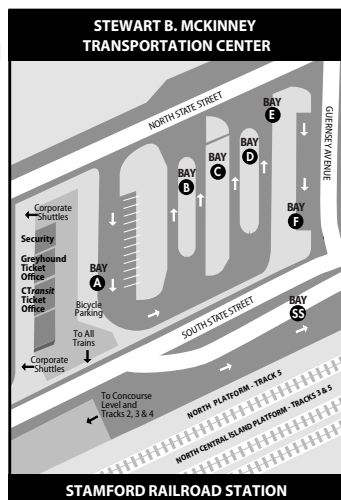 STEWART B. MCKINNEY
TRANSPORTATION CENTER
NORTH STATE STREET
GUERNSEY AVENUE
BAY
E
BAY
D
BAY
C
BAY
B
BAY
F
Corporate
Shuttles
Security
Greyhound
Ticket
Office
CTransit
Ticket
Office
BAY
A
Bicycle
Parking
To All
Trains
Corporate
Shuttles
SOUTH STATE STREET
BAY
SS
To Concourse
Level and
Tracks 2, 3 & 4
NORTH PLATFORM - TRACK 5
NORTH CENTRAL ISLAND PLATFORM - TRACKS 3 & 5
STAMFORD RAILROAD STATION